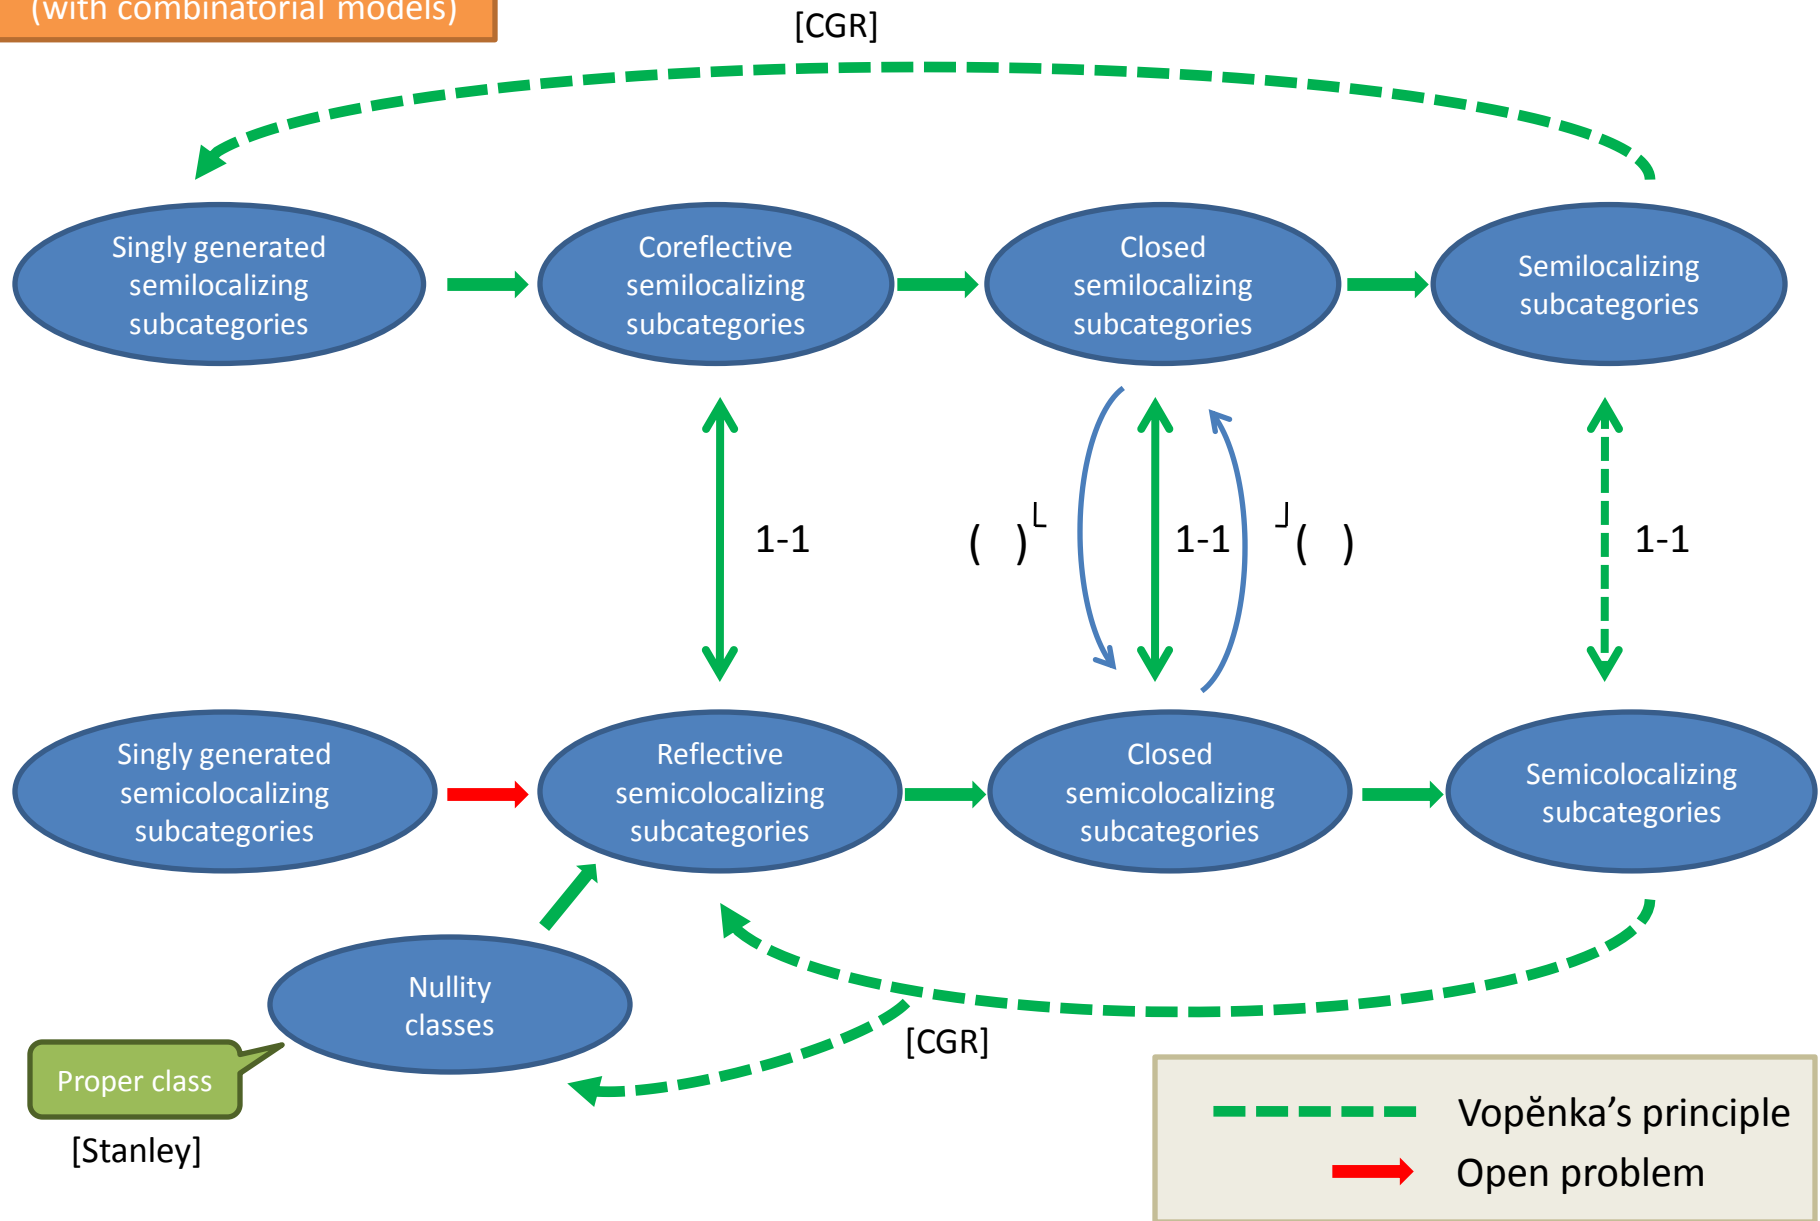 (with combinatorial models)
[CGR]
Singly generated
semilocalizing
subcategories
Coreflective
semilocalizing
subcategories
Closed
semilocalizing
subcategories
Semilocalizing
subcategories
1-1
( )└
1-1
┘( )
1-1
Singly generated
semicolocalizing
subcategories
Reflective
semicolocalizing
subcategories
Closed
semicolocalizing
subcategories
Semicolocalizing
subcategories
Nullity
classes
[CGR]
Proper class
[Stanley]
Vopĕnka’s principle
Open problem